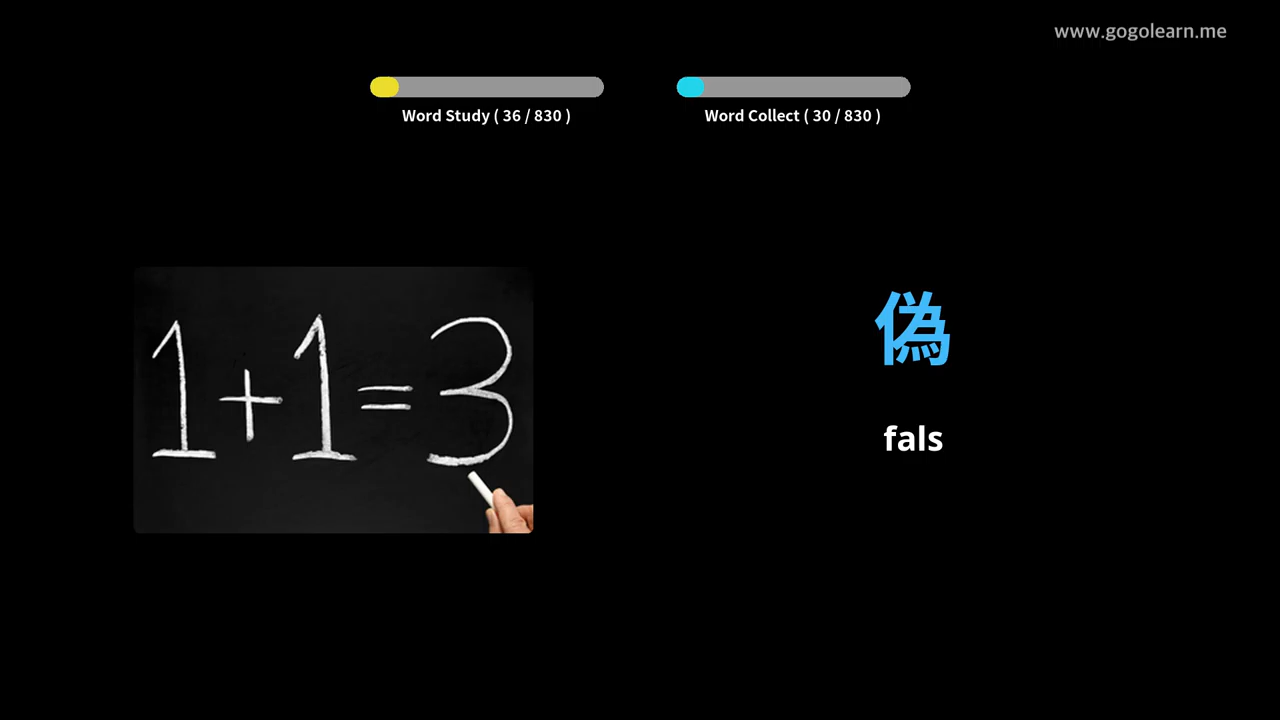 www.gogolearn.me
Word Study ( 36 / 830 )
Word Collect ( 30 / 830 )
1+1=3
偽
fals